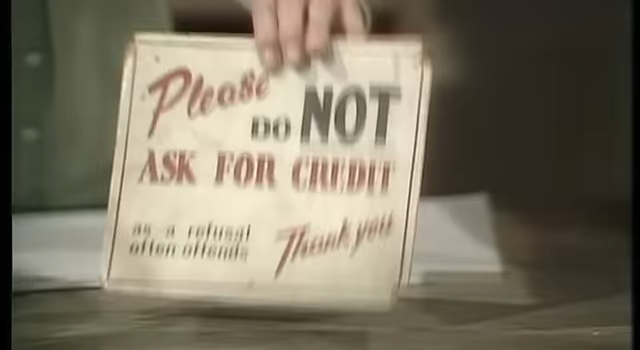 Please
DO NOT
ASK FOR CREDIT
as a refusal
often offends
Thank you